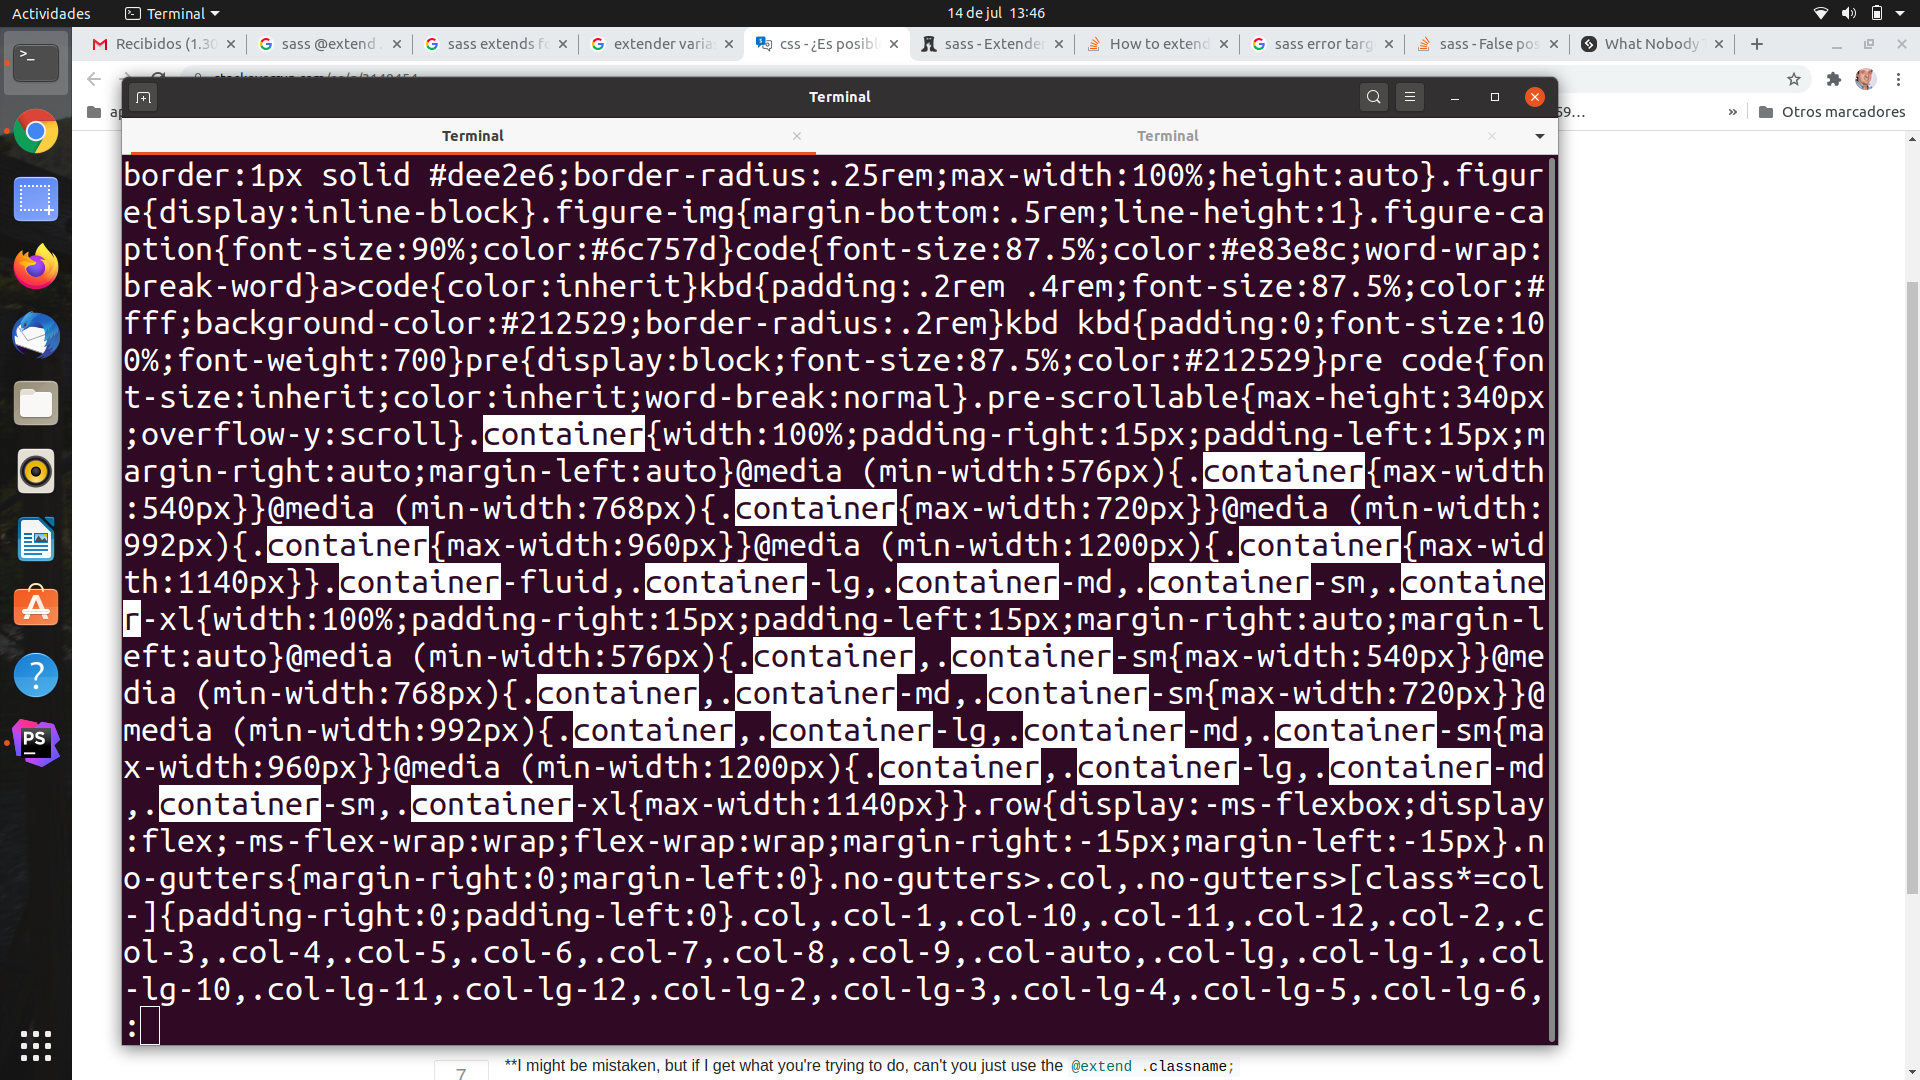 Actividades
Terminal
14 de jul 13:46
Recibidos (1.30
sass @extend
sass extends fo
extender varia
css - ¿Es posibl
sass - Extender
How to extend
sass error targ
sass - False pos
What Nobody
Otros marcadores
Terminal
Terminal
Terminal
border:1px solid #dee2e6;border-radius:.25rem;max-width:100%;height:auto}.figur
e{display:inline-block}.figure-img{margin-bottom:.5rem;line-height:1}.figure-ca
ption{font-size:90%;color:#6c757d}code{font-size:87.5%;color:#e83e8c;word-wrap:
break-word}a>code{color:inherit}kbd{padding:.2rem .4rem;font-size:87.5%;color:#
fff;background-color:#212529;border-radius:.2rem}kbd kbd{padding:0;font-size:10
0%;font-weight:700}pre{display:block;font-size:87.5%;color:#212529}pre code{fon
t-size:inherit;color:inherit;word-break:normal}.pre-scrollable{max-height:340px
;overflow-y:scroll}.container{width:100%;padding-right:15px;padding-left:15px;m
argin-right:auto;margin-left:auto}@media (min-width:576px){.container{max-width
:540px}}@media (min-width:768px){.container{max-width:720px}}@media (min-width:
992px){.container{max-width:960px}}@media (min-width:1200px){.container{max-wid
th:1140px}}.container-fluid,.container-lg,.container-md,.container-sm,.containe
r-xl{width:100%;padding-right:15px;padding-left:15px;margin-right:auto;margin-l
eft:auto}@media (min-width:576px){.container,.container-sm{max-width:540px}}@me
dia (min-width:768px){.container,.container-md,.container-sm{max-width:720px}}@
media (min-width:992px){.container,.container-lg,.container-md,.container-sm{ma
x-width:960px}}@media (min-width:1200px){.container,.container-lg,.container-md
,.container-sm,.container-xl{max-width:1140px}}.row{display:-ms-flexbox;display
:flex;-ms-flex-wrap:wrap;flex-wrap:wrap;margin-right:-15px;margin-left:-15px}.n
o-gutters{margin-right:0;margin-left:0}.no-gutters>.col,.no-gutters>[class*=col
-]{padding-right:0;padding-left:0}.col,.col-1,.col-10,.col-11,.col-12,.col-2,.c
ol-3,.col-4,.col-5,.col-6,.col-7,.col-8,.col-9,.col-auto,.col-lg,.col-lg-1,.col
-lg-10,.col-lg-11,.col-lg-12,.col-lg-2,.col-lg-3,.col-lg-4,.col-lg-5,.col-lg-6,
:
PS
7
**I might be mistaken, but if I get what you're trying to do, can't you just use the @extend .classname;